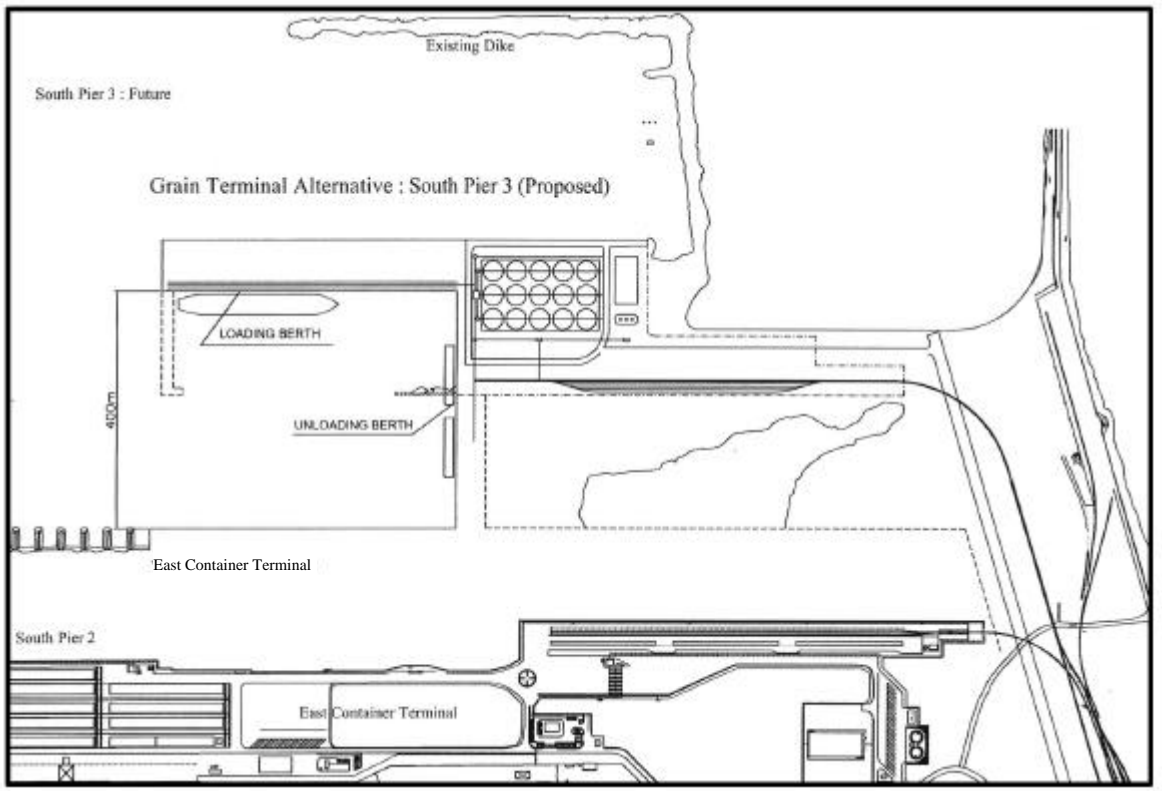 Existing Dike
South Pier 3 : Future
Grain Terminal Alternative : South Pier 3 (Proposed)
LOADING BERTH
400m
UNLOADING BERTH
East Container Terminal
South Pier 2
East Container Terminal